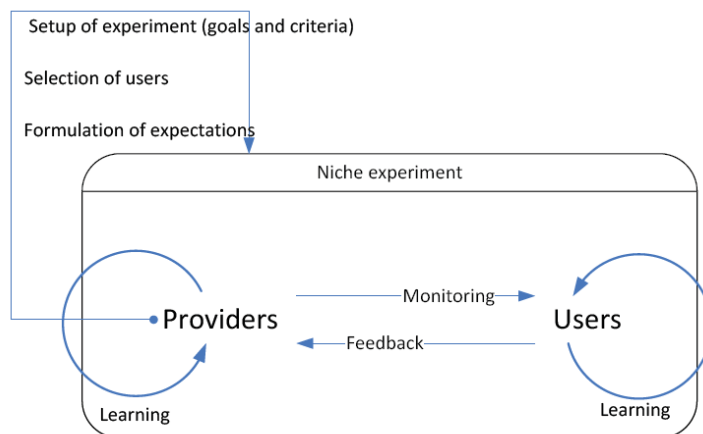 Setup of experiment (goals and criteria)
Selection of users
Formulation of expectations
Niche experiment
Monitoring
Providers
Users
Feedback
Learning
Learning